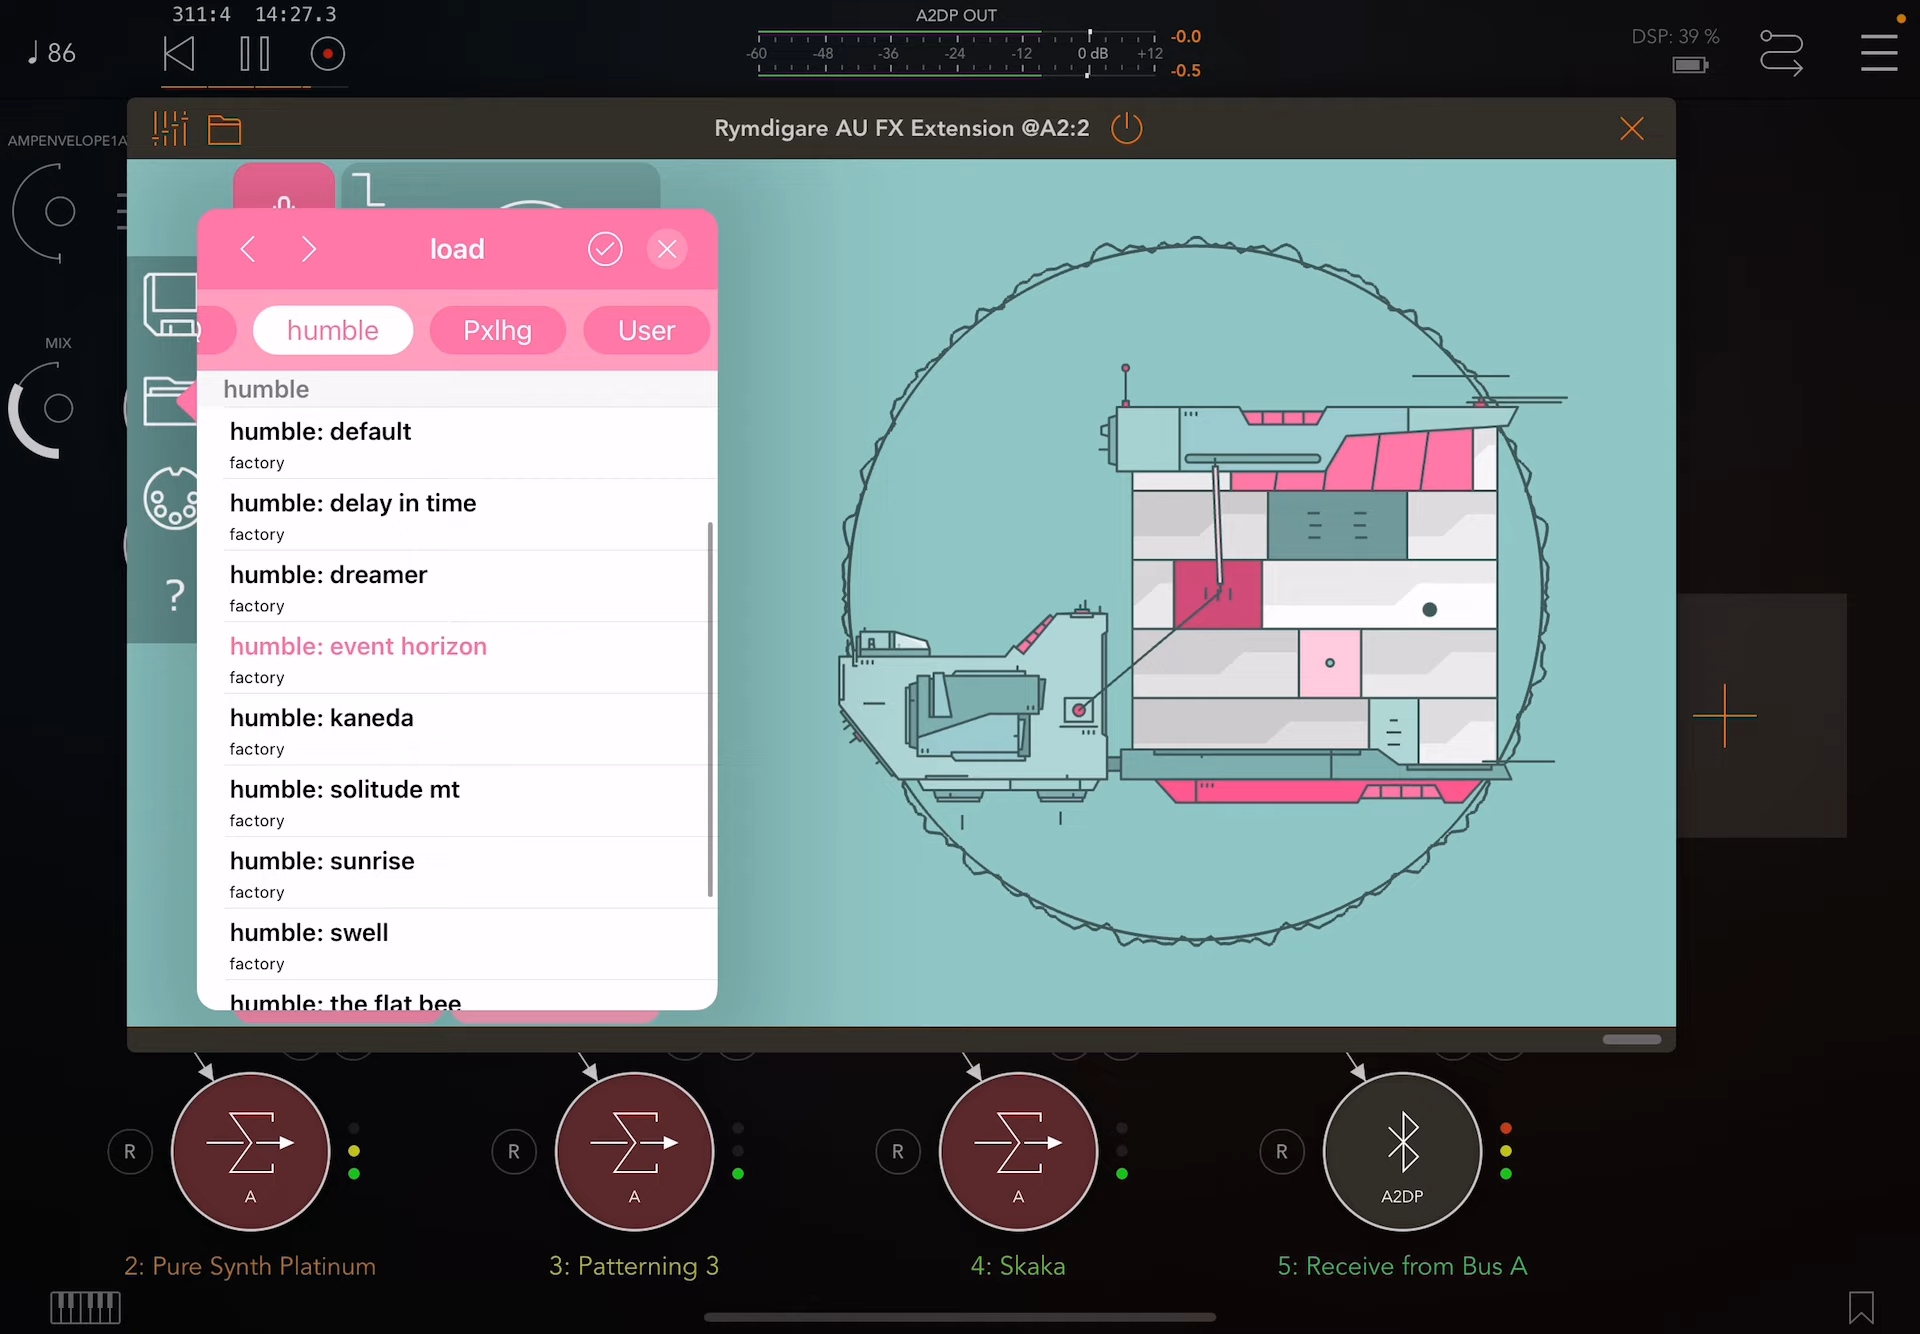 311:4 14:27.3
86
A2DP OUT
-60 -48 -36 -24 -12 0 dB +12
-0.0
-0.5
DSP: 39 %
AMPENVELOPE1A
Rymdigare AU FX Extension @A2:2
MIX
load
humble Pxlhg User
humble
humble: default
factory
humble: delay in time
factory
humble: dreamer
factory
humble: event horizon
factory
humble: kaneda
factory
humble: solitude mt
factory
humble: sunrise
factory
humble: swell
factory
humble: the flat bee
?
R
R A R A R A R A2DP
2: Pure Synth Platinum 3: Patterning 3 4: Skaka 5: Receive from Bus A